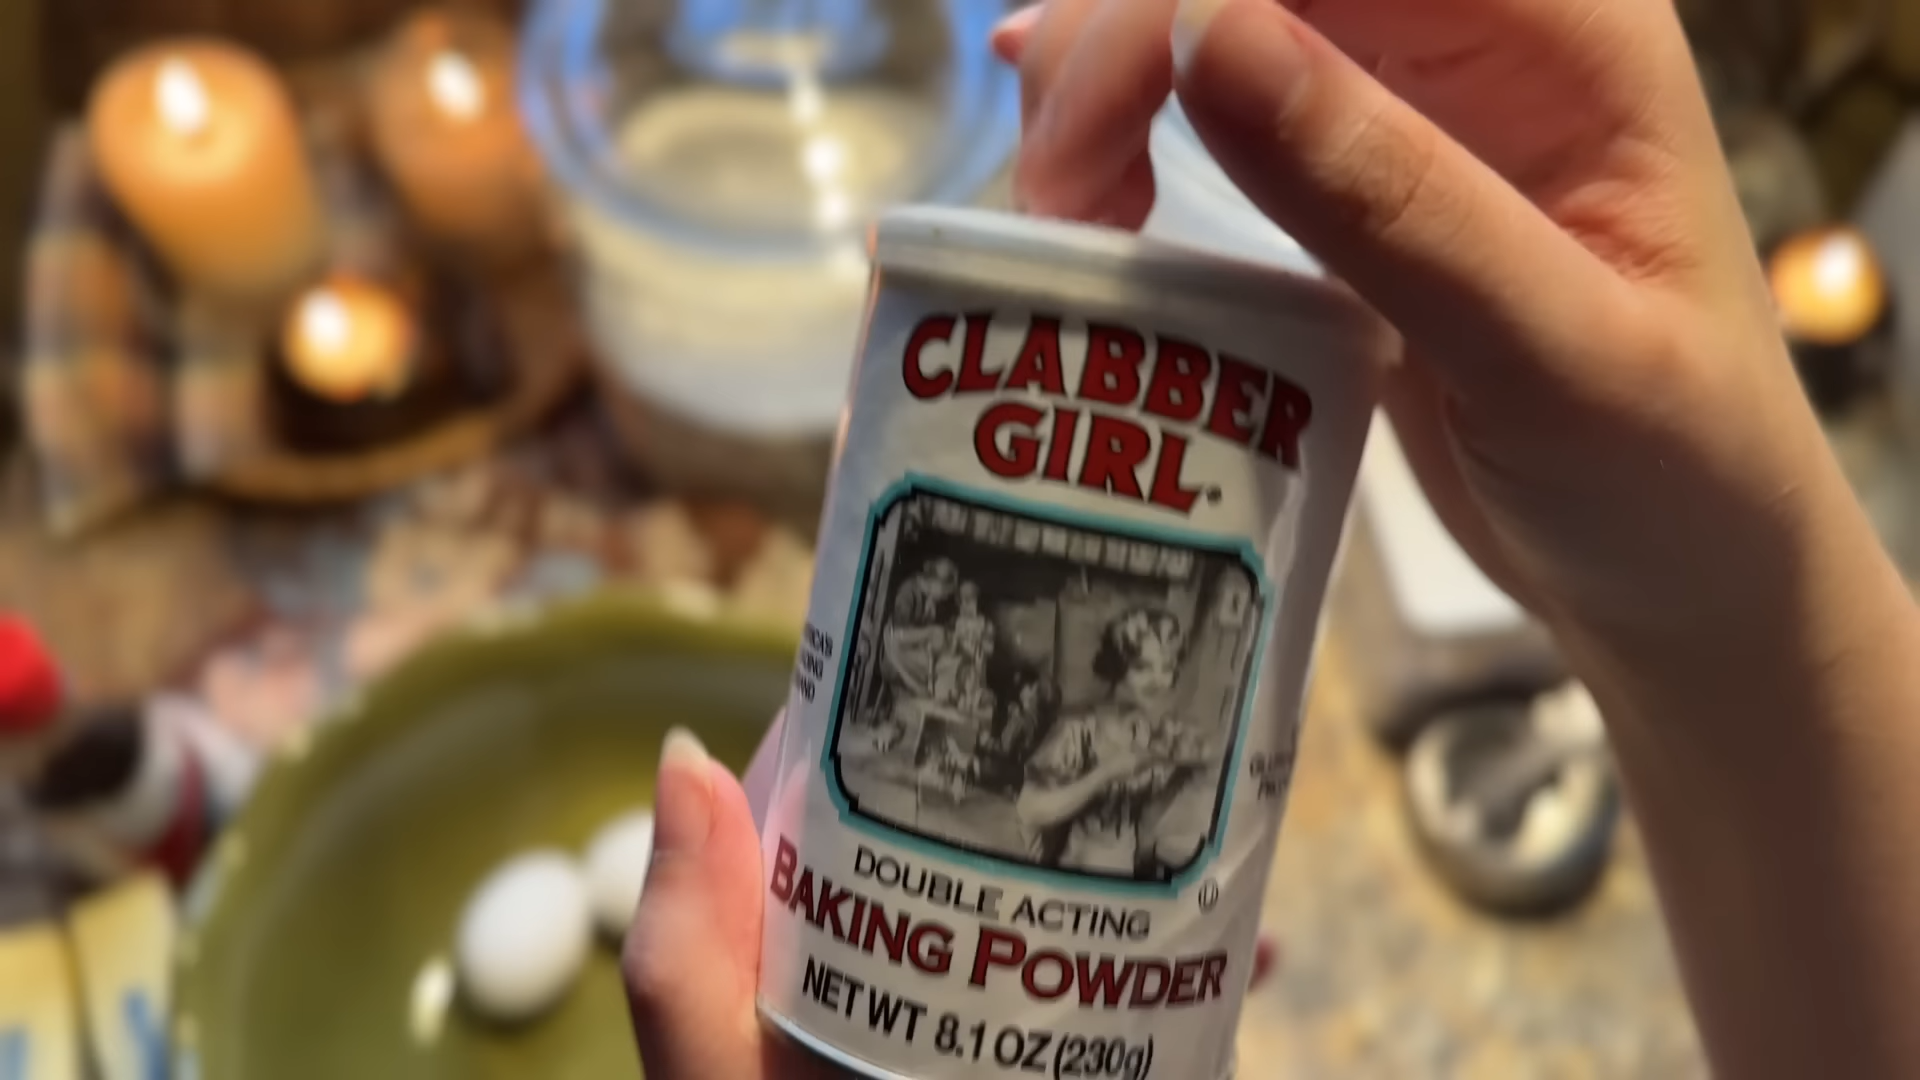 CLABBER
GIRL
DOUBLE ACTING
BAKING POWDER
NET WT 8.1 OZ (230g)